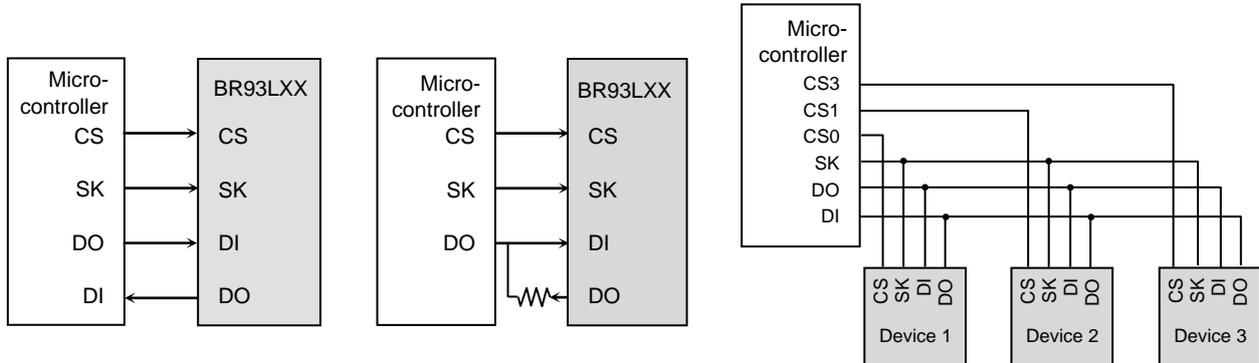 Micro-
controller
CS
SK
DO
DI
BR93LXX
CS
SK
DI
DO
Micro-
controller
CS
SK
DO
BR93LXX
CS
SK
DI
DO
Micro-
controller
CS3
CS1
CS0
SK
DO
DI
CS
SK
DI
DO
Device 1
CS
SK
DI
DO
Device 2
CS
SK
DI
DO
Device 3